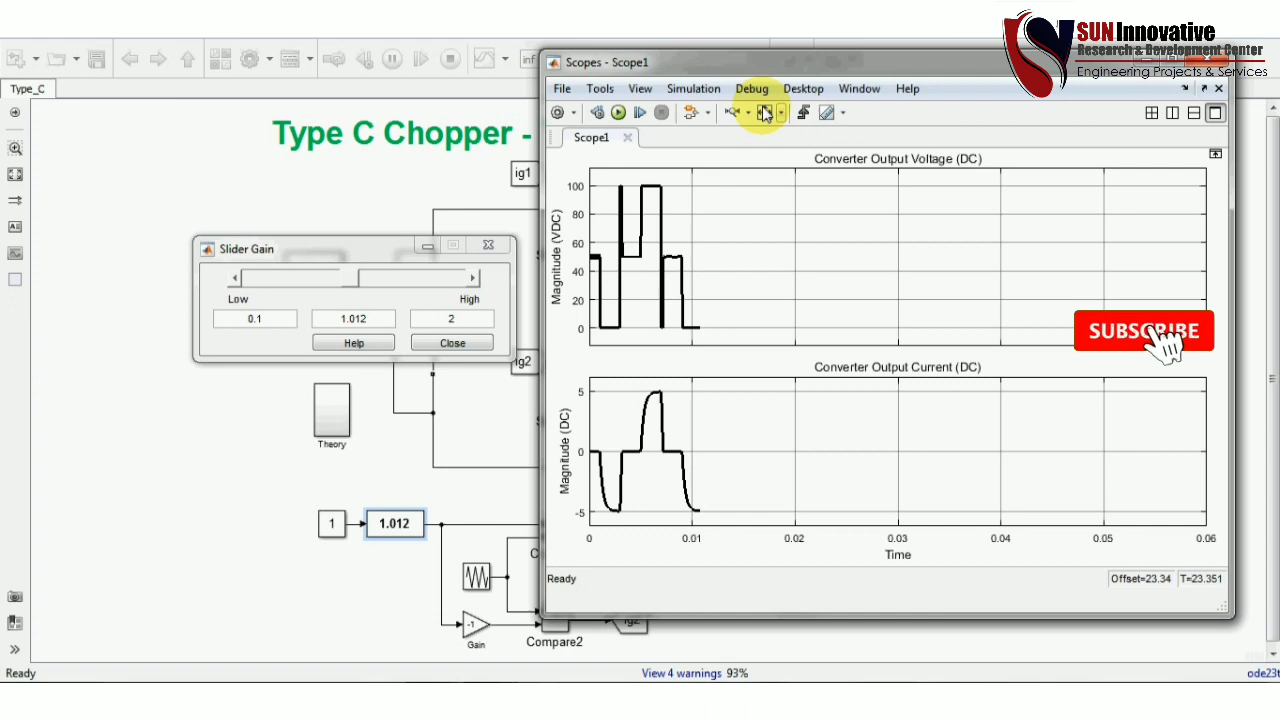 SUN Innovative
Research & Development Center
Engineering Projects & Services
Type_C
Type C Chopper -
ig1
Slider Gain
Low
High
0.1
1.012
2
Help
Close
ig2
Theory
1
1.012
-1
Gain
Compare2
Scopes - Scope1
File Tools View Simulation Debug Desktop Window Help
Scope1
Converter Output Voltage (DC)
Magnitude (VDC)
100
80
60
40
20
0
SUBSCRIBE
Converter Output Current (DC)
Magnitude (DC)
5
0
-5
0 0.01 0.02 0.03 0.04 0.05 0.06
Time
Ready
Offset=23.34 T=23.351
Ready
View 4 warnings 93%
ode23t